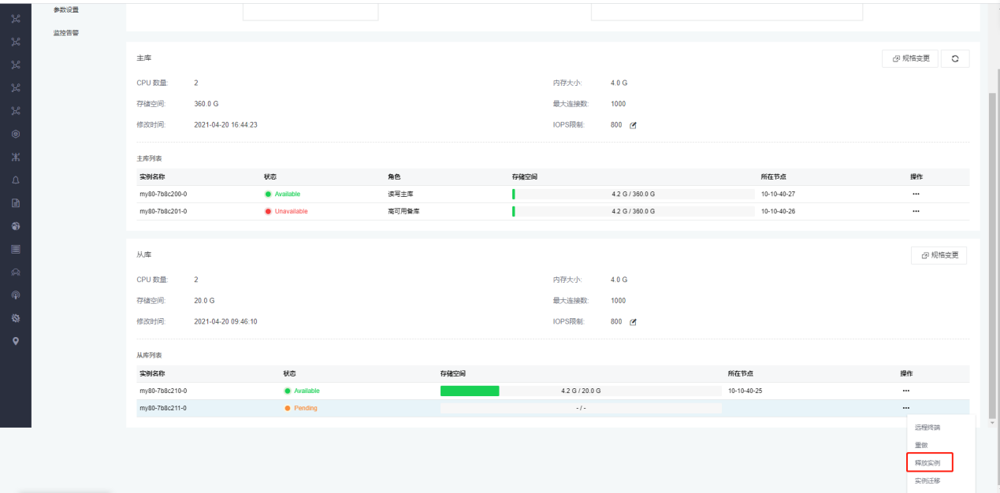 参数设置
监控告警
主库
规格变更
CPU 数量: 2 内存大小: 4.0 G
存储空间: 360.0 G 最大连接数: 1000
修改时间: 2021-04-20 16:44:23 IOPS限制: 800
主库列表
实例名称 状态 角色 存储空间 所在节点 操作
my80-7b8c200-0 Available 读写主库 4.2 G / 360.0 G 10-10-40-27 •••
my80-7b8c201-0 Unavailable 高可用备库 4.2 G / 360.0 G 10-10-40-26 •••
从库
规格变更
CPU 数量: 2 内存大小: 4.0 G
存储空间: 20.0 G 最大连接数: 1000
修改时间: 2021-04-20 09:46:10 IOPS限制: 800
从库列表
实例名称 状态 存储空间 所在节点 操作
my80-7b8c210-0 Available 4.2 G / 20.0 G 10-10-40-25 •••
my80-7b8c211-0 Pending - / - •••
远程终端
重做
释放实例
实例迁移